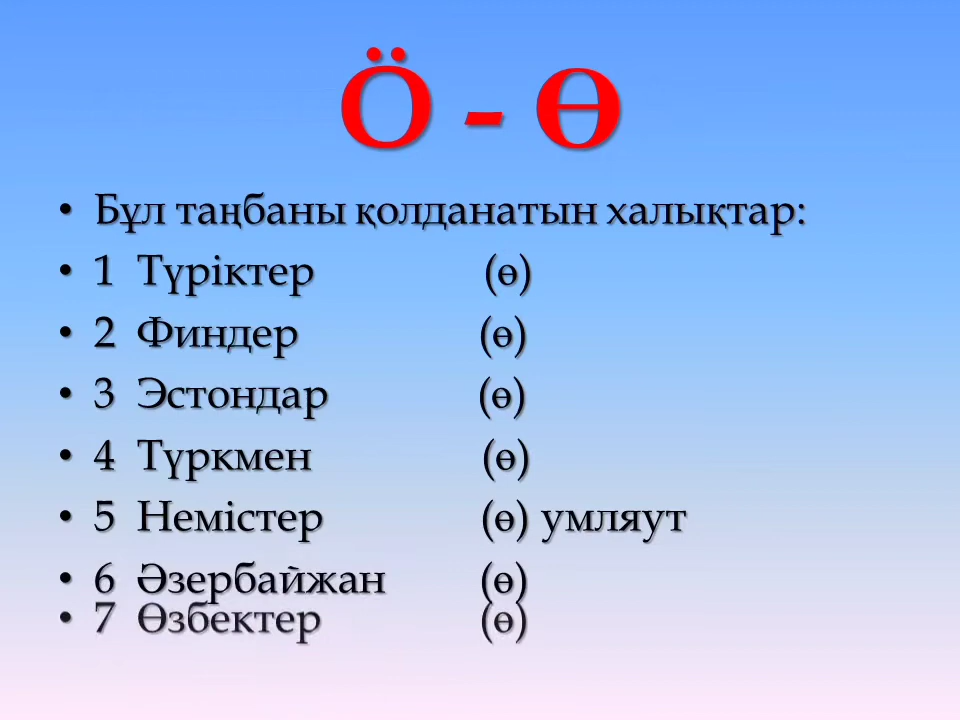 Ö - Ө
• Бұл таңбаны қолданатын халықтар:
• 1 Түріктер (ө)
• 2 Финдер (ө)
• 3 Эстондар (ө)
• 4 Түркмен (ө)
• 5 Немістер (ө) умляут
• 6 Әзербайжан (ө)
• 7 Өзбектер (ө)